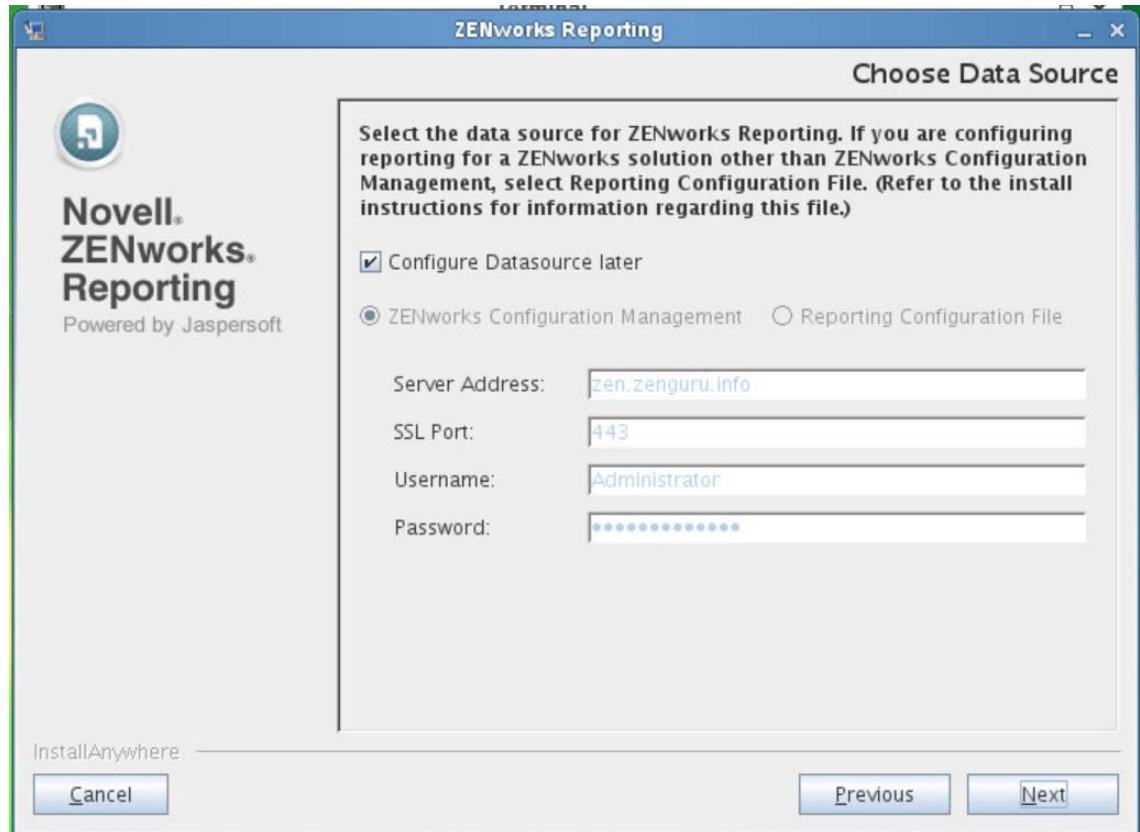 Terminal
ZENworks Reporting
Choose Data Source
Novell®
ZENworks®
Reporting
Powered by Jaspersoft
Select the data source for ZENworks Reporting. If you are configuring
reporting for a ZENworks solution other than ZENworks Configuration
Management, select Reporting Configuration File. (Refer to the install
instructions for information regarding this file.)
Configure Datasource later
ZENworks Configuration Management Reporting Configuration File
Server Address: zen.zenguru.info
SSL Port: 443
Username: Administrator
Password: •••••••••••••
InstallAnywhere
Cancel Previous Next